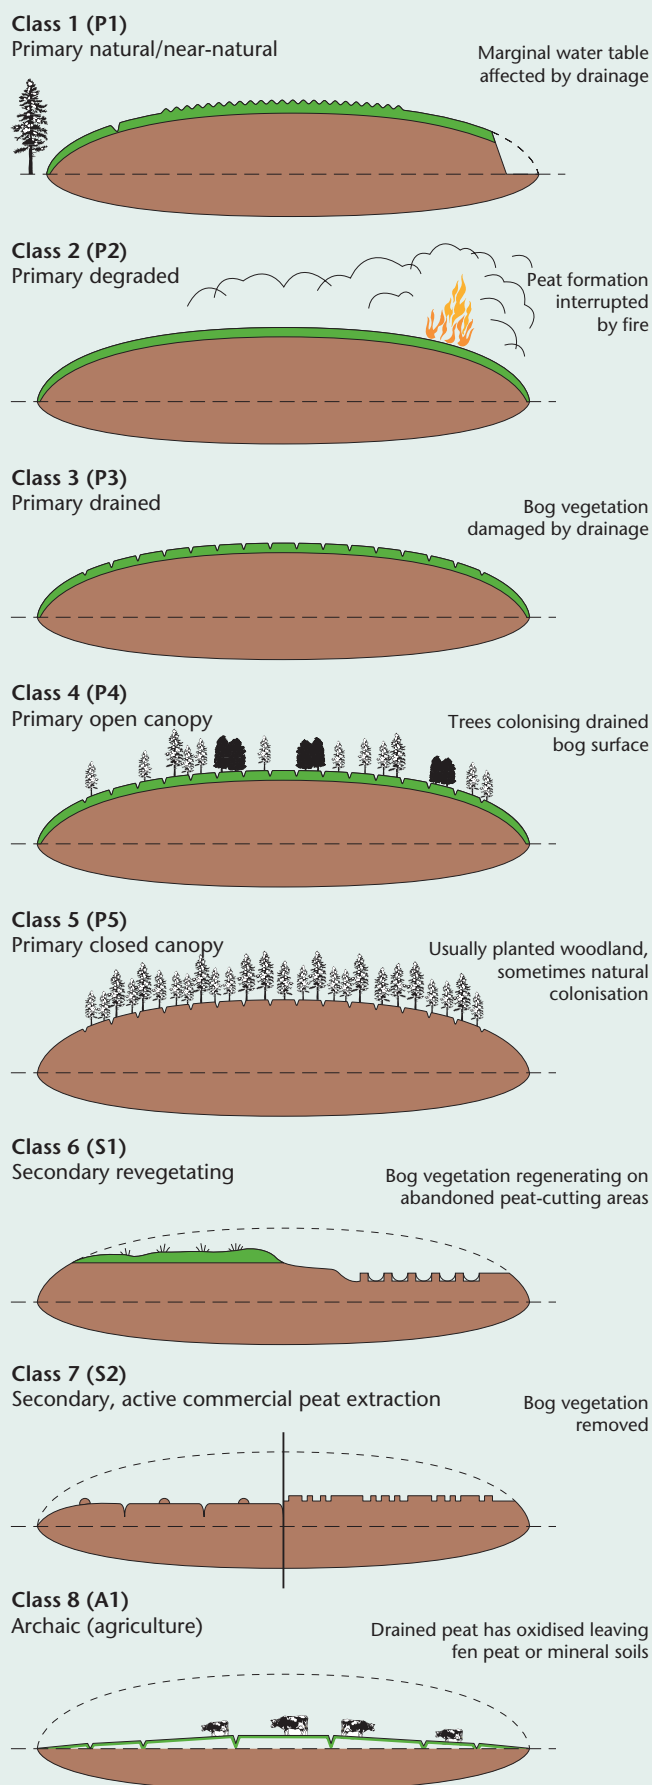 Class 1 (P1)
Primary natural/near-natural
Marginal water table
affected by drainage
Class 2 (P2)
Primary degraded
Peat formation
interrupted
by fire
Class 3 (P3)
Primary drained
Bog vegetation
damaged by drainage
Class 4 (P4)
Primary open canopy
Trees colonising drained
bog surface
Class 5 (P5)
Primary closed canopy
Usually planted woodland,
sometimes natural
colonisation
Class 6 (S1)
Secondary revegetating
Bog vegetation regenerating on
abandoned peat-cutting areas
Class 7 (S2)
Secondary, active commercial peat extraction
Bog vegetation
removed
Class 8 (A1)
Archaic (agriculture)
Drained peat has oxidised leaving
fen peat or mineral soils